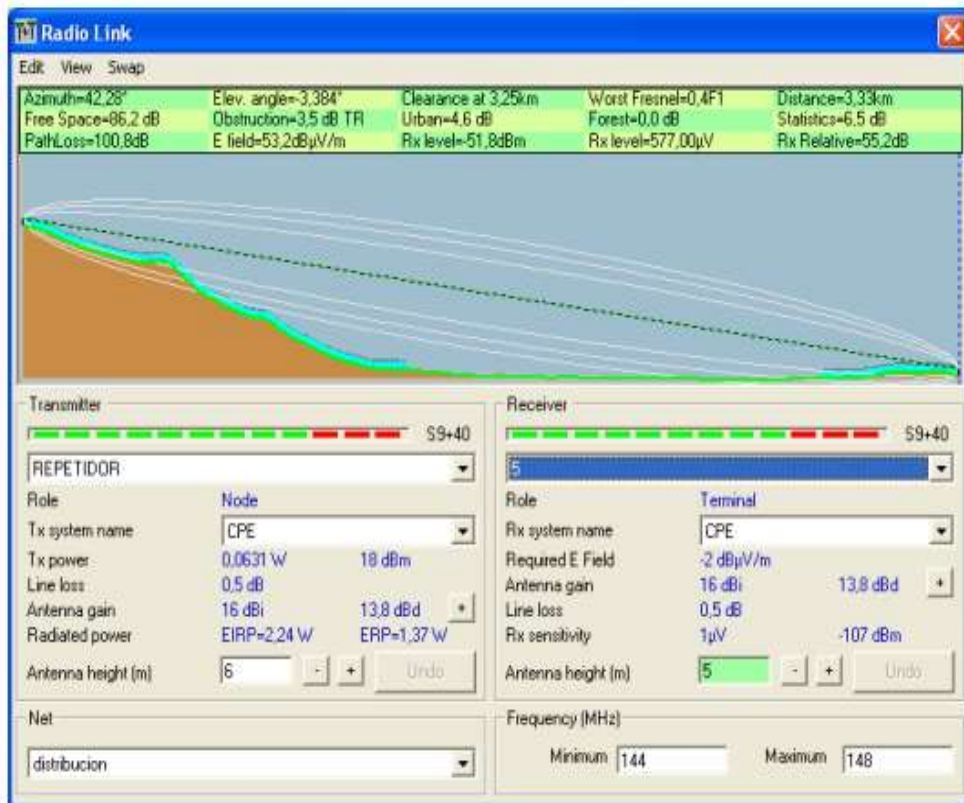 Radio Link
Edit View Swap
Azimuth=42,28° Elev. angle=-3,384° Clearance at 3,25km Worst Fresnel=0,4F1 Distance=3,33km
Free Space=86,2 dB Obstruction=3,5 dB TR Urban=4,6 dB Forest=0,0 dB Statistics=6,5 dB
PathLoss=100,8dB E field=53,2dBµV/m Rx level=-51,8dBm Rx level=577,00µV Rx Relative=55,2dB
Transmitter
S9+40
REPETIDOR
Role Node
Tx system name CPE
Tx power 0,0631 W 18 dBm
Line loss 0,5 dB
Antenna gain 16 dBi 13,8 dBd +
Radiated power EIRP=2,24 W ERP=1,37 W
Antenna height (m) 6 - + Undo
Net
distribucion
Receiver
S9+40
5
Role Terminal
Rx system name CPE
Required E Field -2 dBµV/m
Antenna gain 16 dBi 13,8 dBd +
Line loss 0,5 dB
Rx sensitivity 1µV -107 dBm
Antenna height (m) 5 - + Undo
Frequency (MHz)
Minimum 144 Maximum 148